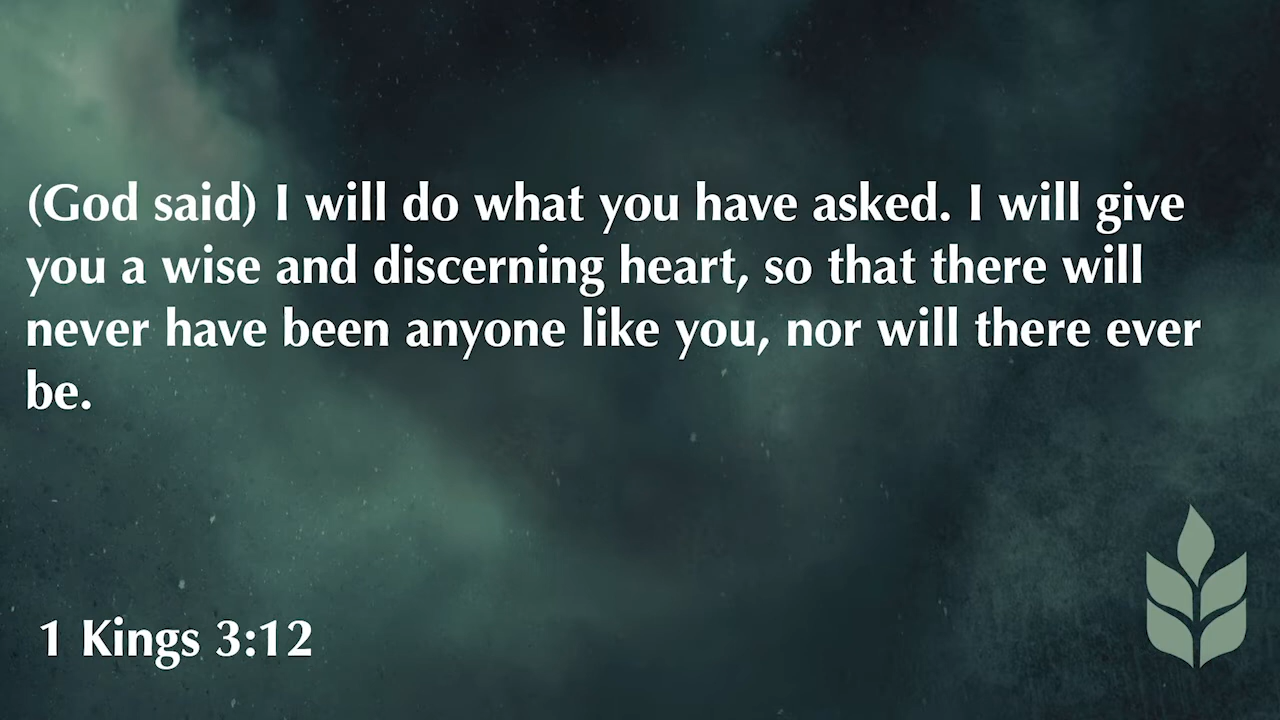 (God said) I will do what you have asked. I will give
you a wise and discerning heart, so that there will
never have been anyone like you, nor will there ever
be.
1 Kings 3:12